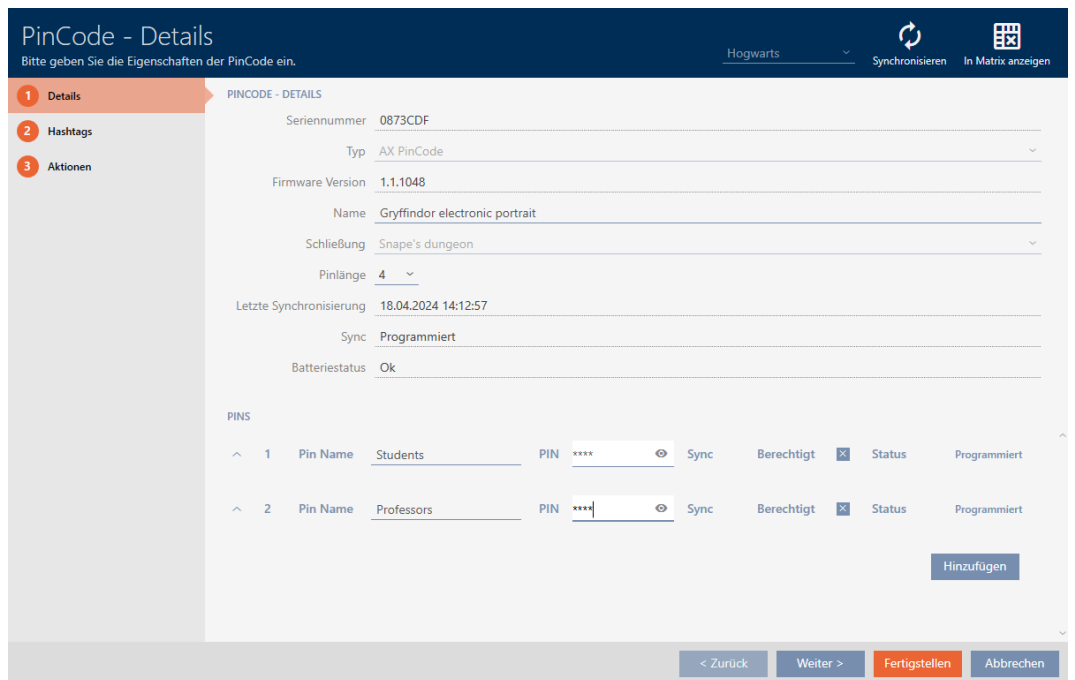 PinCode - Details
Bitte geben Sie die Eigenschaften der PinCode ein.
Hogwarts
Synchronisieren
In Matrix anzeigen
1 Details
2 Hashtags
3 Aktionen
PINCODE - DETAILS
Seriennummer 0873CDF
Typ AX PinCode
Firmware Version 1.1.1048
Name Gryffindor electronic portrait
Schließung Snape's dungeon
Pinlänge 4
Letzte Synchronisierung 18.04.2024 14:12:57
Sync Programmiert
Batteriestatus Ok
PINS
1 Pin Name Students PIN **** Sync Berechtigt Status Programmiert
2 Pin Name Professors PIN **** Sync Berechtigt Status Programmiert
Hinzufügen
< Zurück Weiter > Fertigstellen Abbrechen